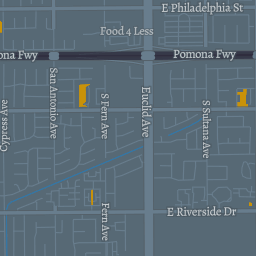 E Philadelphia St
Food 4 Less
ona Fwy
Pomona Fwy
San Antonio Ave
S Fern Ave
Euclid Ave
S Sultana Ave
Cypress Ave
E Riverside Dr
Fern Ave